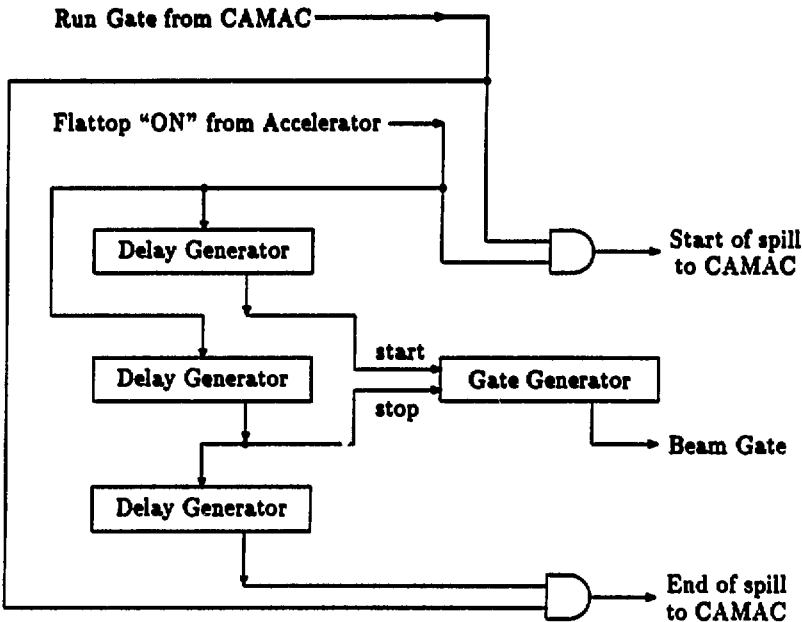 Run Gate from CAMAC
Flattop “ON” from Accelerator
Delay Generator
Start of spill
to CAMAC
start
Delay Generator
Gate Generator
stop
Beam Gate
Delay Generator
End of spill
to CAMAC